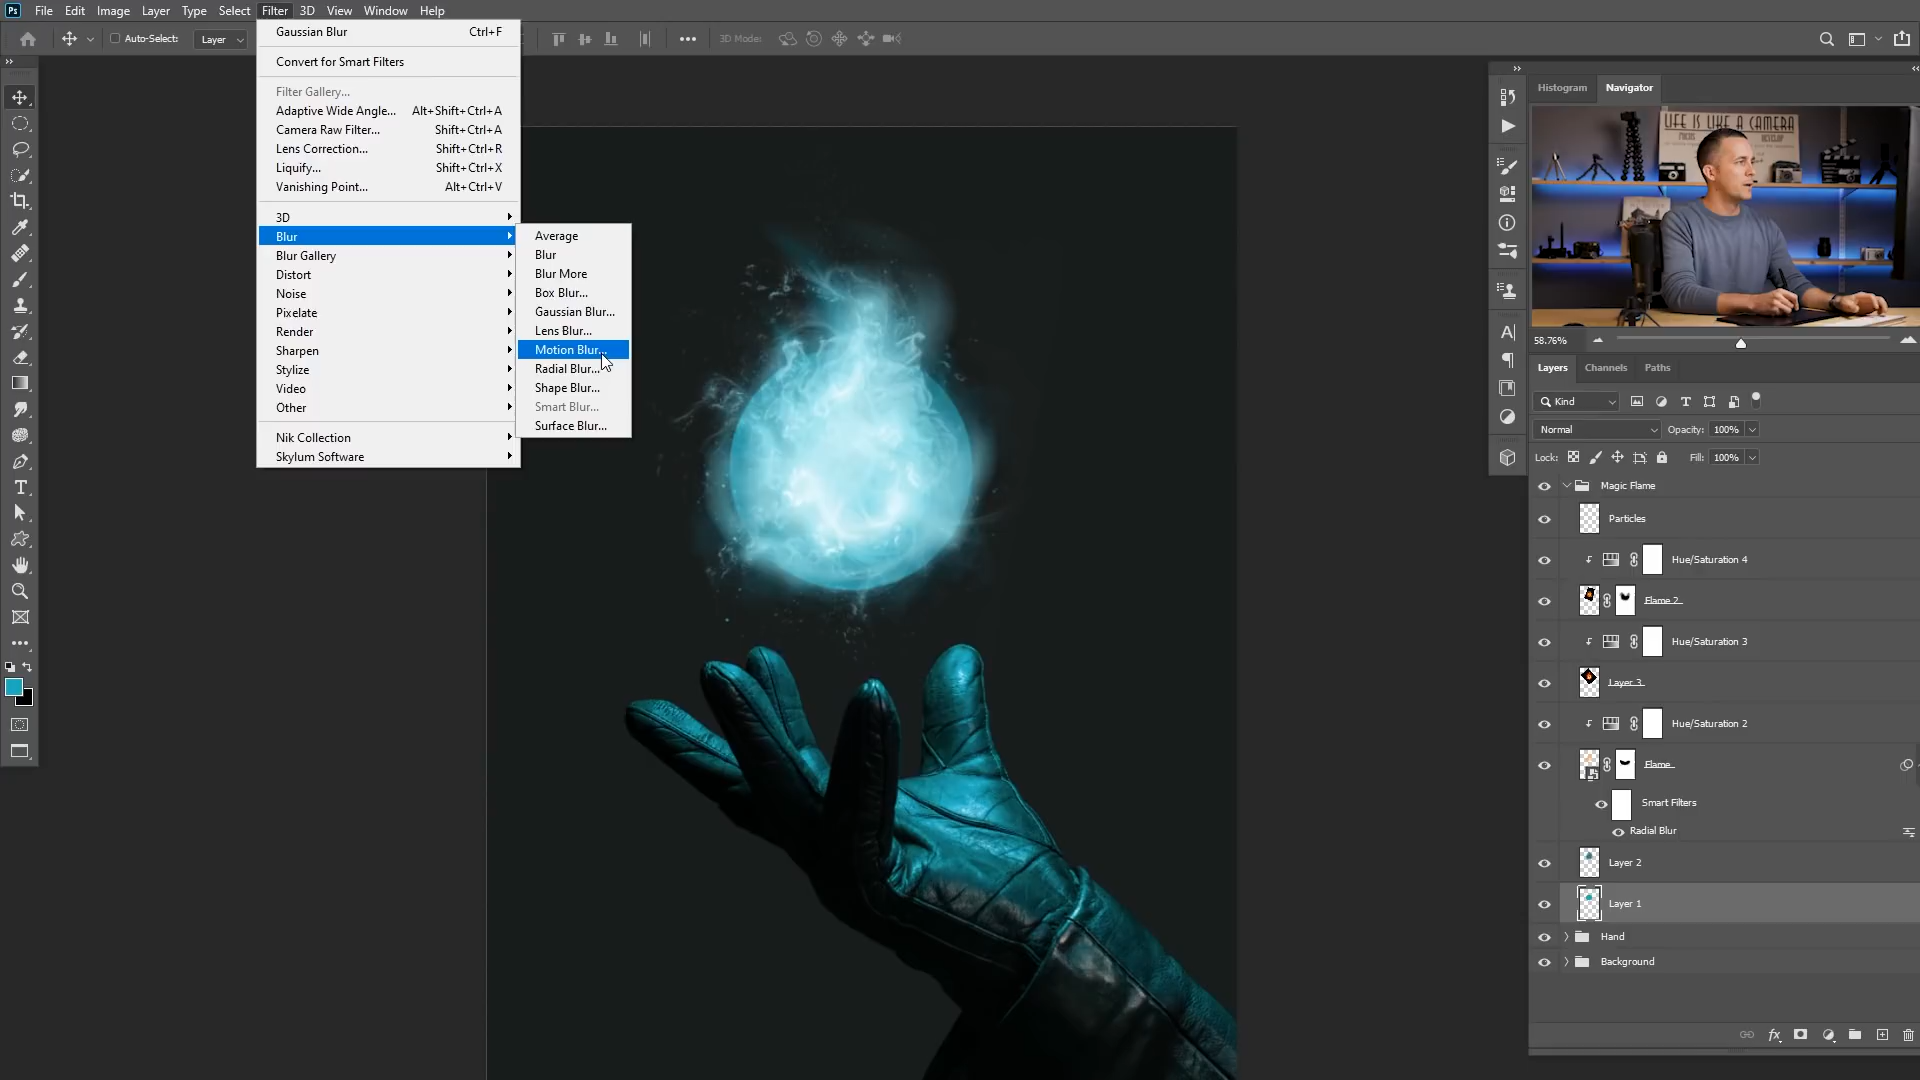 Ps File Edit Image Layer Type Select Filter 3D View Window Help
Auto-Select: Layer 3D Mode:
Gaussian Blur Ctrl+F
Convert for Smart Filters
Filter Gallery...
Adaptive Wide Angle... Alt+Shift+Ctrl+A
Camera Raw Filter... Shift+Ctrl+A
Lens Correction... Shift+Ctrl+R
Liquify... Shift+Ctrl+X
Vanishing Point... Alt+Ctrl+V
3D
Blur
Blur Gallery
Distort
Noise
Pixelate
Render
Sharpen
Stylize
Video
Other
Nik Collection
Skylum Software
Average
Blur
Blur More
Box Blur...
Gaussian Blur...
Lens Blur...
Motion Blur...
Radial Blur...
Shape Blur...
Smart Blur...
Surface Blur...
Histogram Navigator
LIFE IS LIKE A CAMERA
58.76%
Layers Channels Paths
Kind
Normal Opacity: 100%
Lock: Fill: 100%
Magic Flame
Particles
Hue/Saturation 4
Flame 2
Hue/Saturation 3
Layer 3
Hue/Saturation 2
Flame
Smart Filters
Radial Blur
Layer 2
Layer 1
Hand
Background